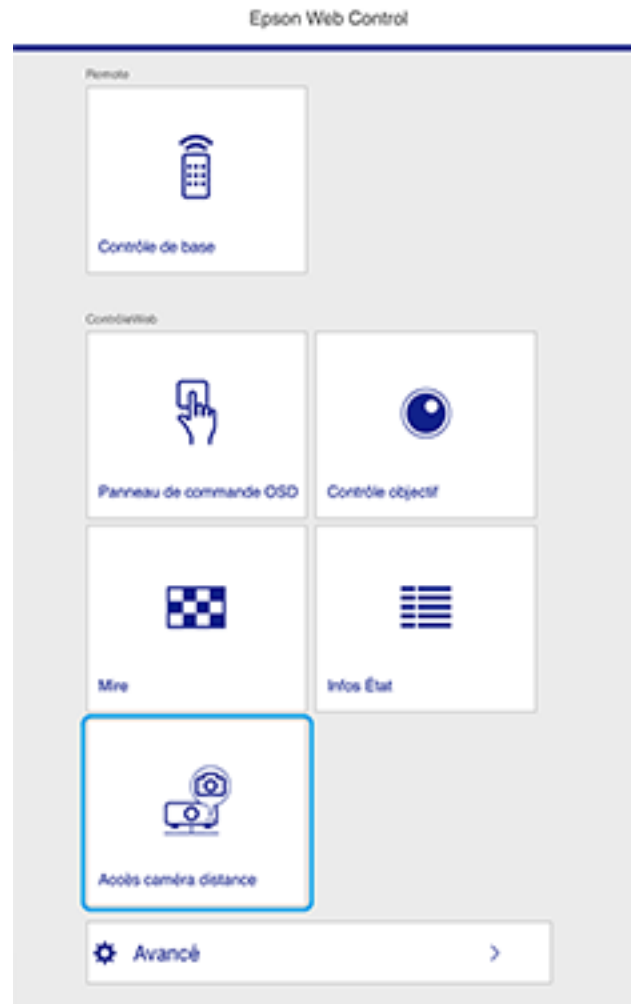 Epson Web Control
Remote
Contrôle de base
ContrôleWeb
Panneau de commande OSD
Contrôle objectif
Mire
Infos État
Accès caméra distance
Avancé